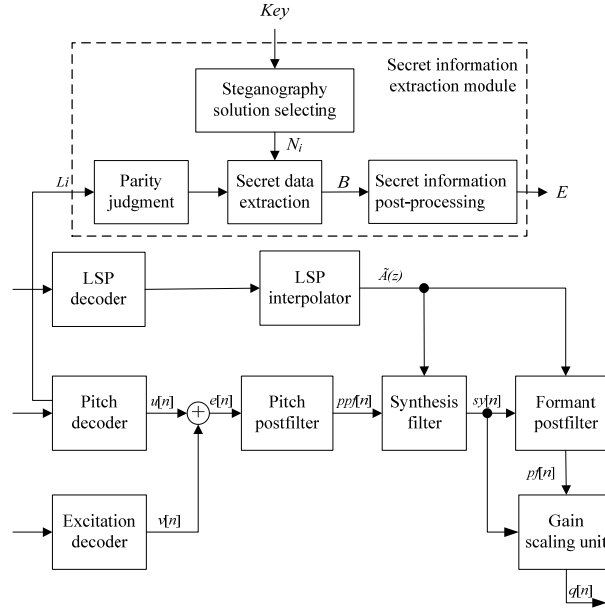 Key
Secret information
extraction module
Steganography
solution selecting
Ni
Li
Parity
judgment
Secret data
extraction
B
Secret information
post-processing
E
LSP
decoder
LSP
interpolator
Ã(z)
Pitch
decoder
u[n]
+
e[n]
Pitch
postfilter
ppf[n]
Synthesis
filter
sy[n]
Formant
postfilter
pf[n]
Excitation
decoder
v[n]
Gain
scaling unit
q[n]